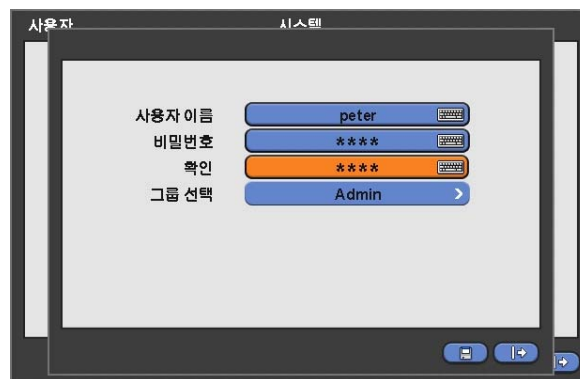 사용자 시스템
사용자 이름 peter
비밀번호 ****
확인 ****
그룹 선택 Admin